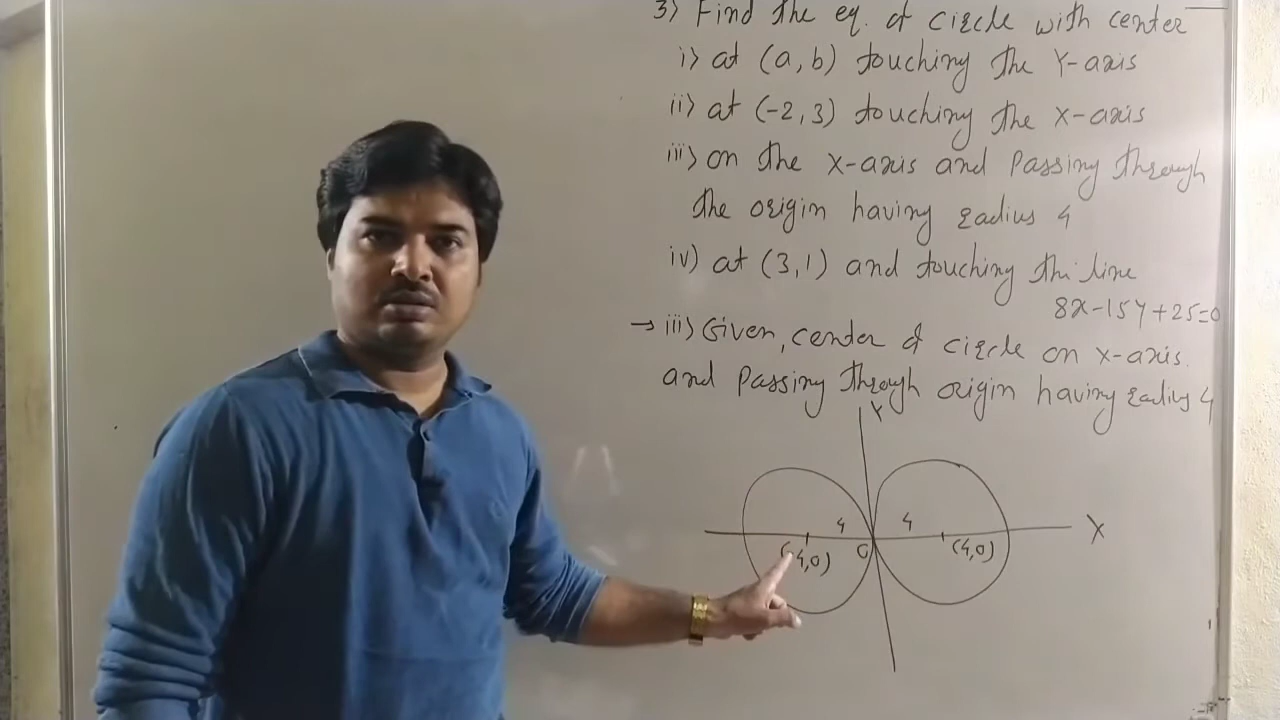 3) Find the eq. of circle with center
i) at (a, b) touching the Y-axis
ii) at (-2, 3) touching the X-axis
iii) on the X-axis and Passing through
the origin having radius 4
iv) at (3, 1) and touching the line
8x-15y+25=0
→ iii) Given, center of circle on X-axis.
and Passing through origin having radius 4
Y
4 4
X
(-4,0) O (4,0)